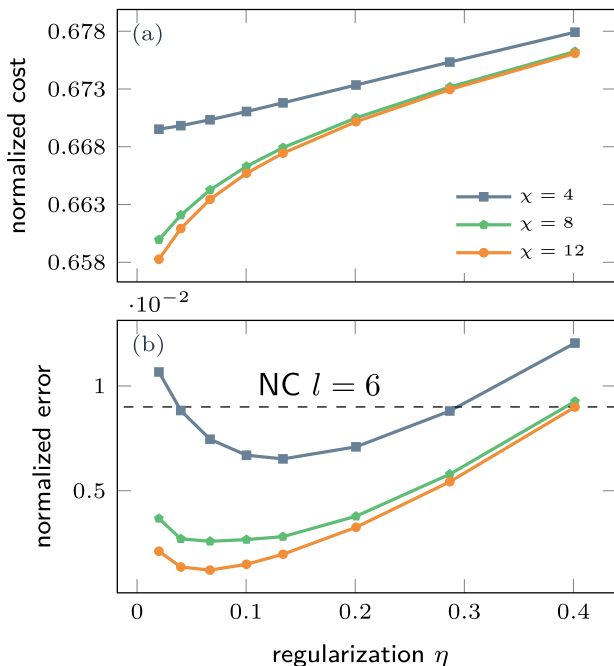 (a)
normalized cost
0.678
0.673
0.668
0.663
0.658
χ = 4
χ = 8
χ = 12
·10⁻²
(b)
normalized error
1
0.5
NC l = 6
0
0.1
0.2
0.3
0.4
regularization η